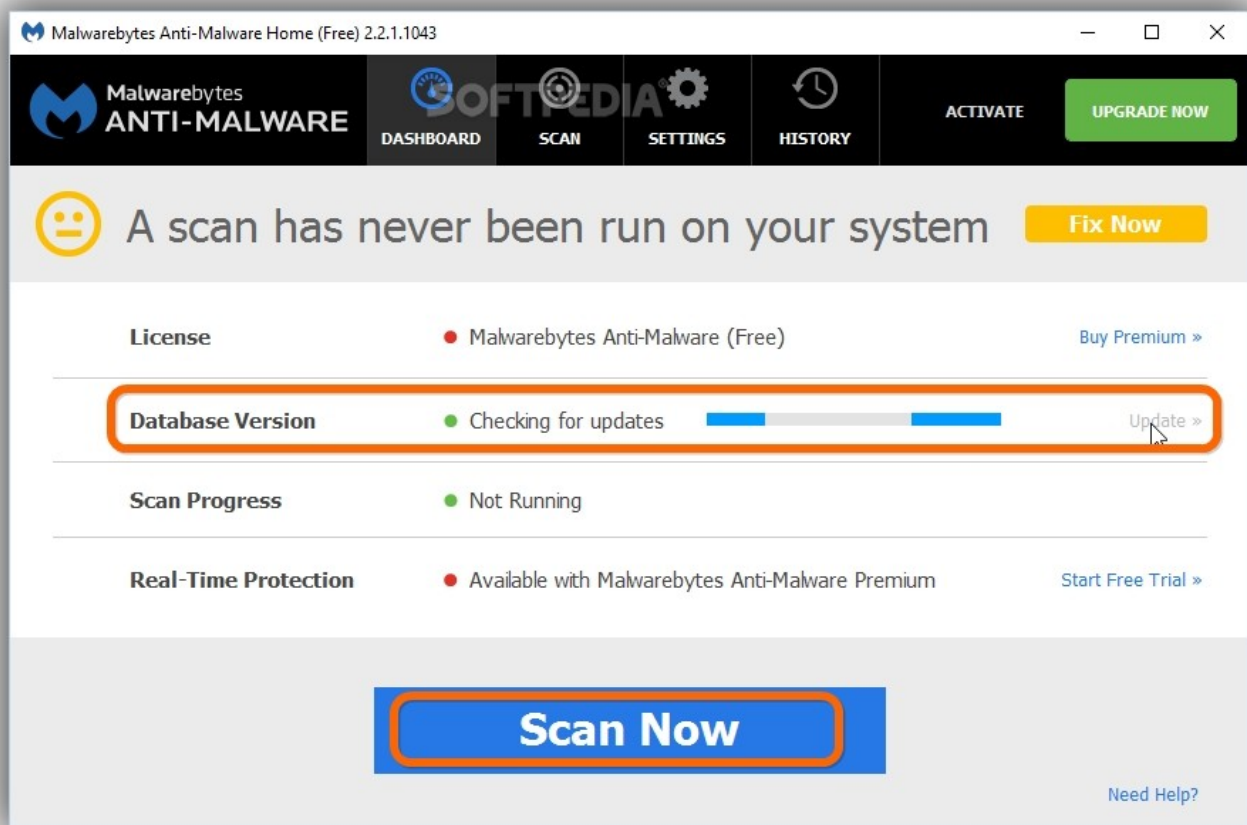 Malwarebytes Anti-Malware Home (Free) 2.2.1.1043
Malwarebytes
ANTI-MALWARE
SOFTPEDIA®
DASHBOARD
SCAN
SETTINGS
HISTORY
ACTIVATE
UPGRADE NOW
A scan has never been run on your system
Fix Now
License
Malwarebytes Anti-Malware (Free)
Buy Premium »
Database Version
Checking for updates
Update »
Scan Progress
Not Running
Real-Time Protection
Available with Malwarebytes Anti-Malware Premium
Start Free Trial »
Scan Now
Need Help?